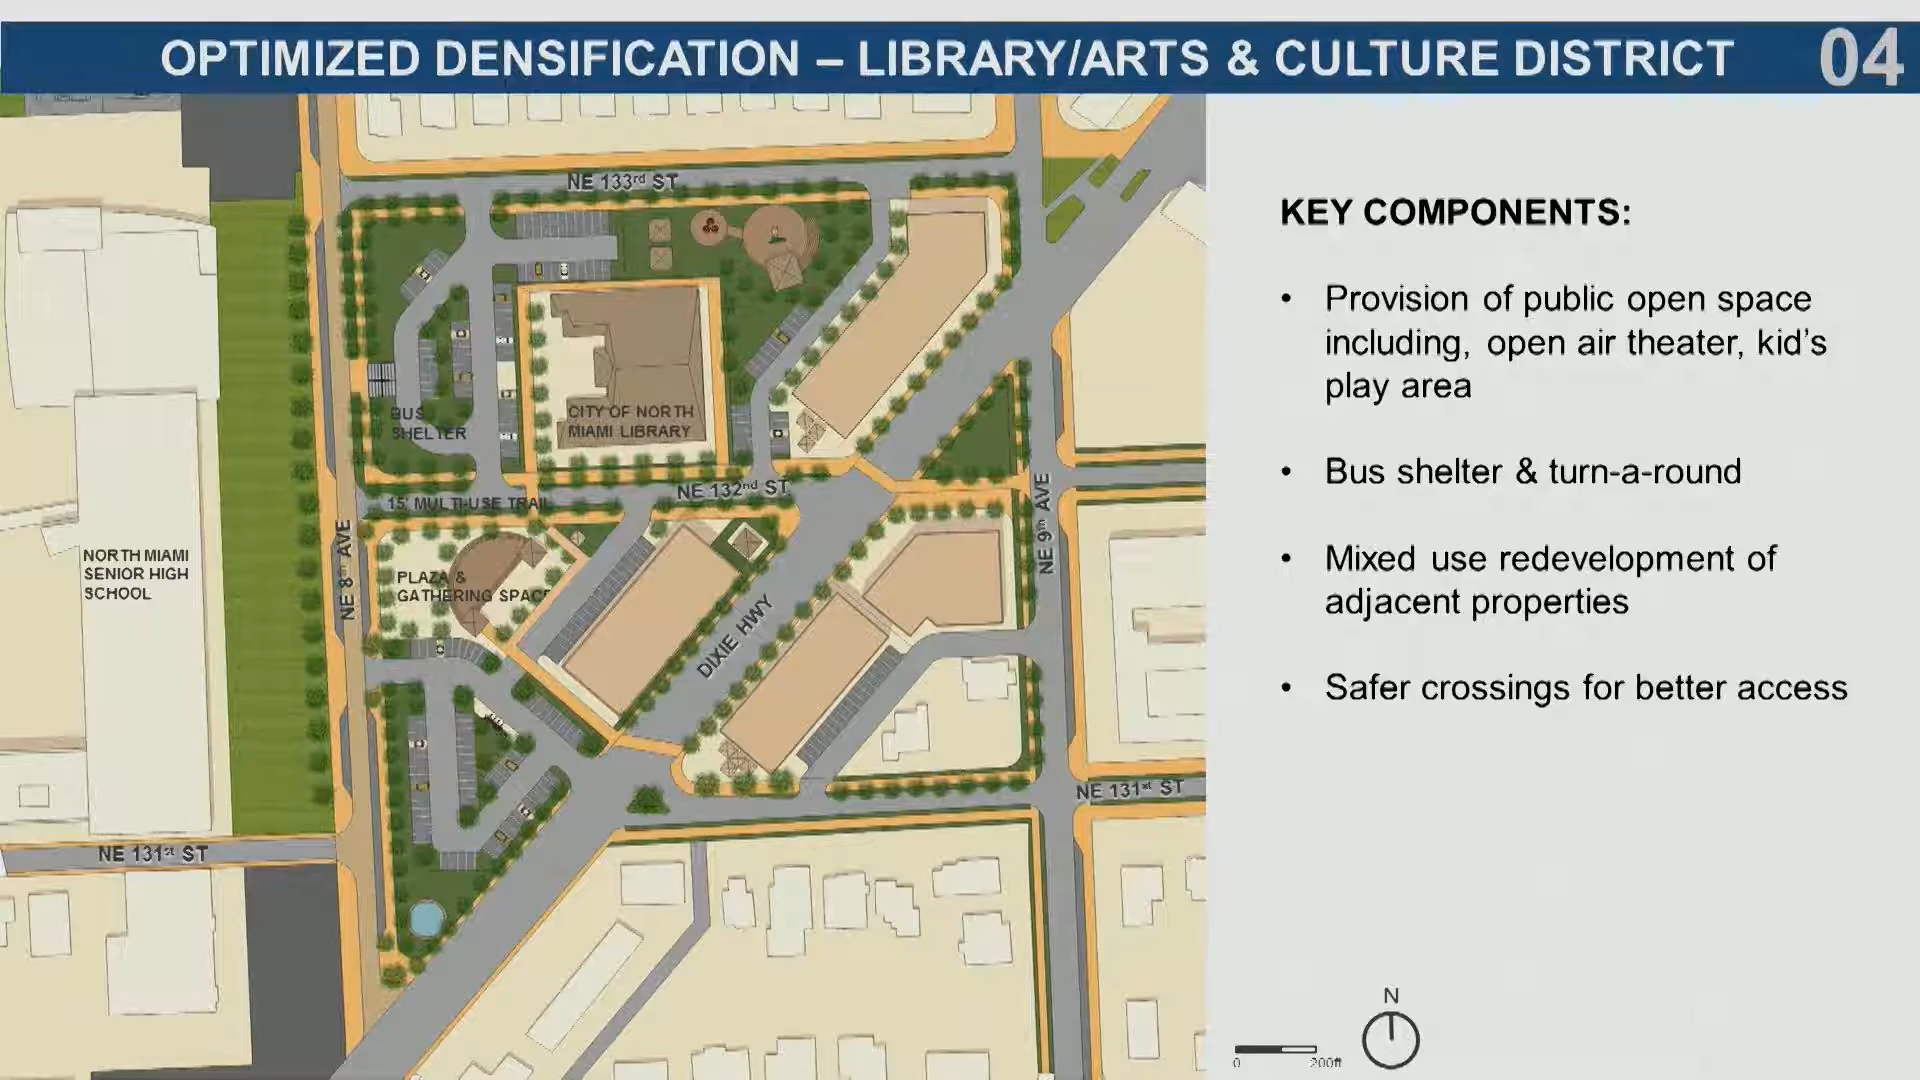 OPTIMIZED DENSIFICATION – LIBRARY/ARTS & CULTURE DISTRICT
04
NE 133rd ST
BUS
SHELTER
CITY OF NORTH
MIAMI LIBRARY
NE 132nd ST
15' MULTI-USE TRAIL
NE 8th AVE
NE 9th AVE
NORTH MIAMI
SENIOR HIGH
SCHOOL
PLAZA &
GATHERING SPACE
DIXIE HWY
NE 131st ST
NE 131st ST
KEY COMPONENTS:
• Provision of public open space
including, open air theater, kid's
play area
• Bus shelter & turn-a-round
• Mixed use redevelopment of
adjacent properties
• Safer crossings for better access
N
0 200ft